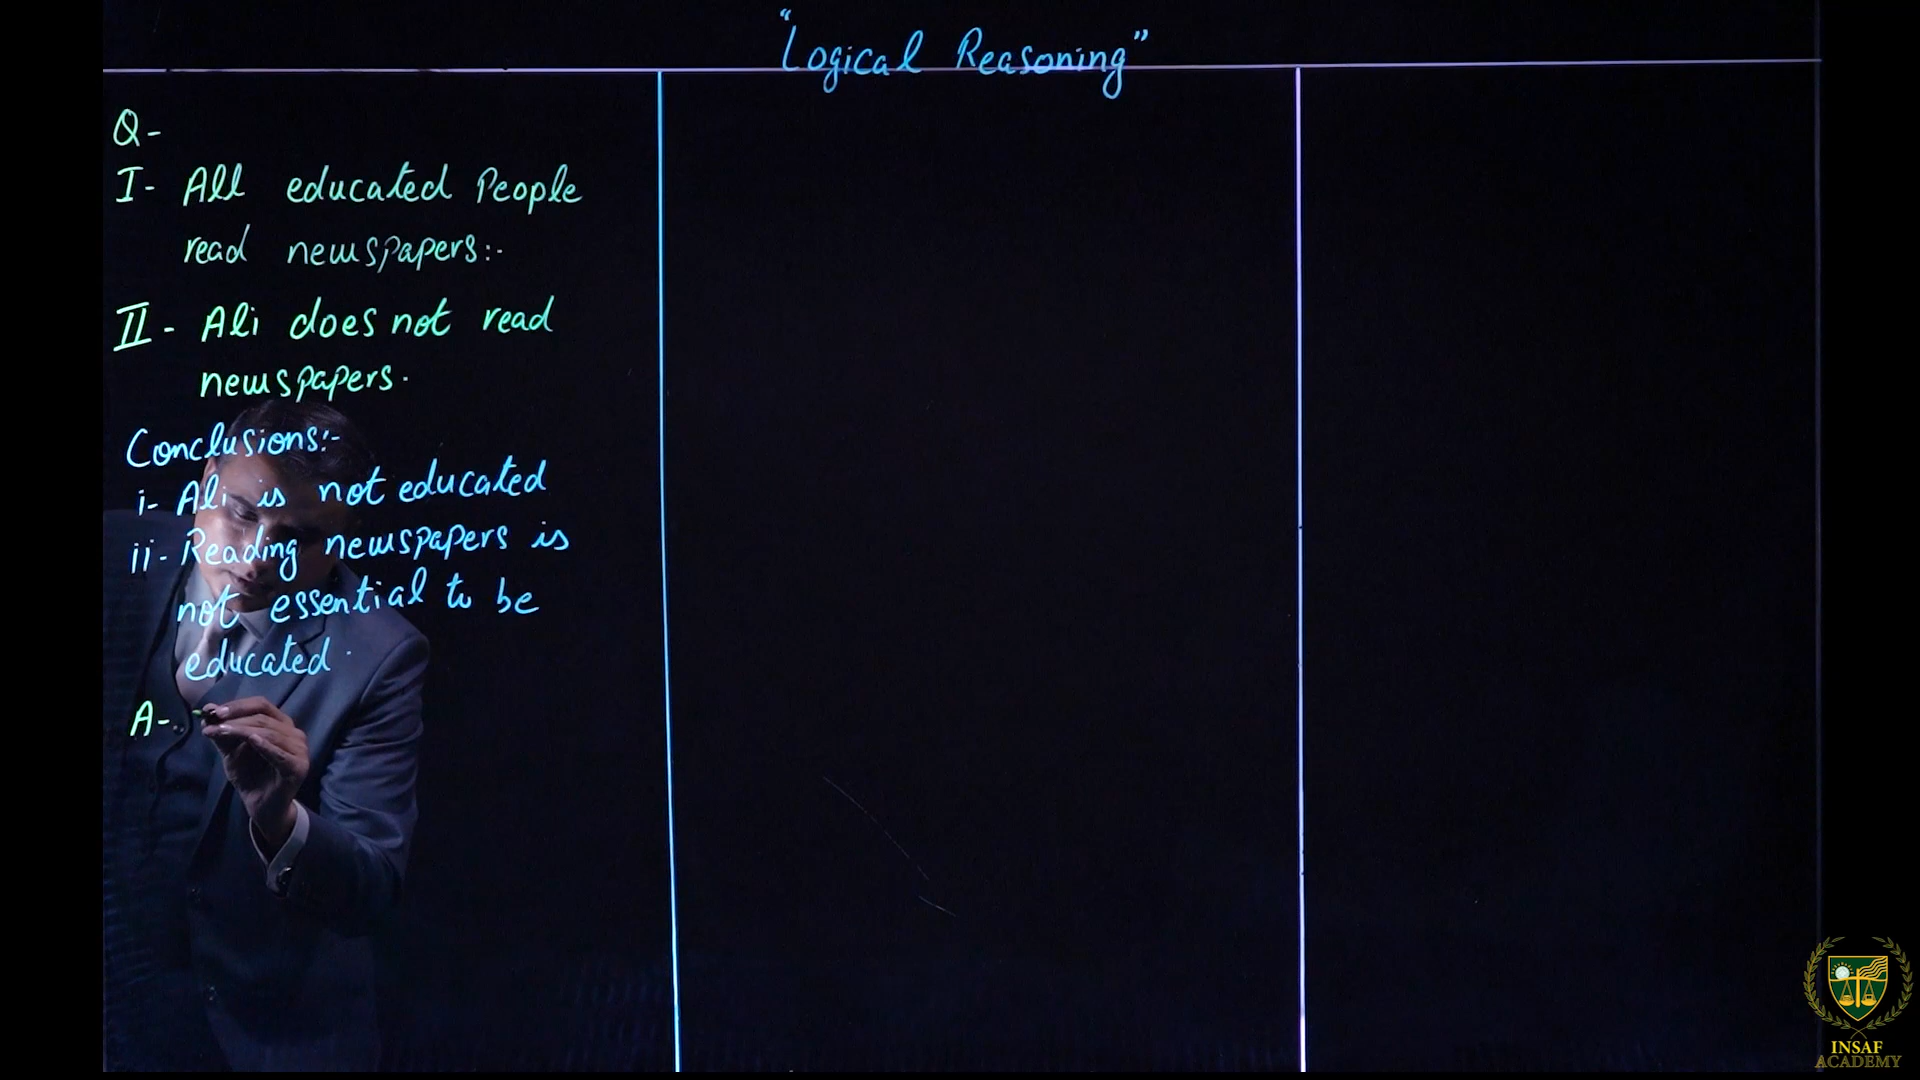 "Logical Reasoning"
Q-
I- All educated People
read newspapers:-
II- Ali does not read
newspapers.
Conclusions:-
i- Ali is not educated
ii- Reading newspapers is
not essential to be
educated.
A-
INSAF
ACADEMY